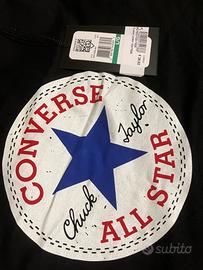 CONVERSE
Chuck Taylor
ALL STAR
subito